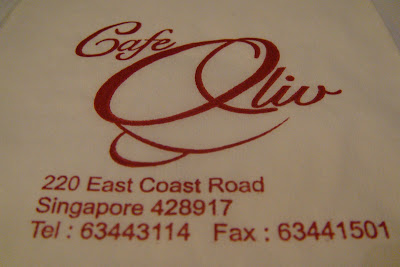 Cafe
Oliv
220 East Coast Road
Singapore 428917
Tel : 63443114 Fax : 63441501